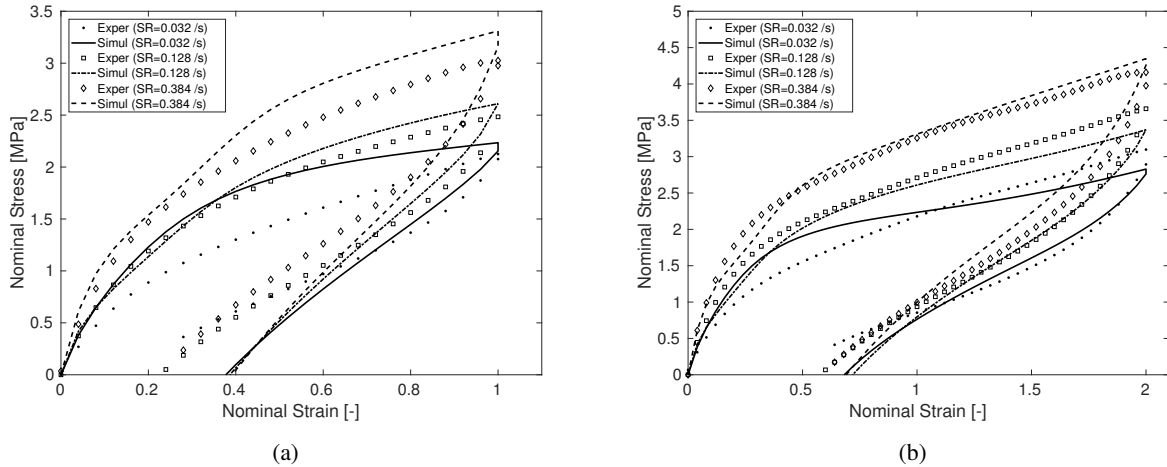 3.5
3
2.5
2
1.5
1
0.5
0
Nominal Stress [MPa]
Exper (SR=0.032 /s)
Simul (SR=0.032 /s)
Exper (SR=0.128 /s)
Simul (SR=0.128 /s)
Exper (SR=0.384 /s)
Simul (SR=0.384 /s)
0 0.2 0.4 0.6 0.8 1
Nominal Strain [-]
(a)
5
4.5
4
3.5
3
2.5
2
1.5
1
0.5
0
Nominal Stress [MPa]
Exper (SR=0.032 /s)
Simul (SR=0.032 /s)
Exper (SR=0.128 /s)
Simul (SR=0.128 /s)
Exper (SR=0.384 /s)
Simul (SR=0.384 /s)
0 0.5 1 1.5 2
Nominal Strain [-]
(b)